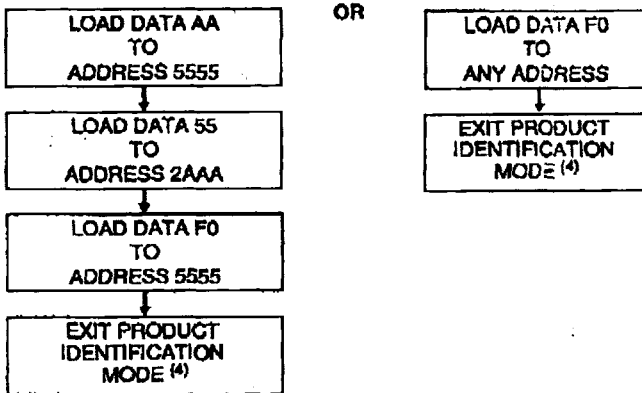 LOAD DATA AA
TO
ADDRESS 5555
LOAD DATA 55
TO
ADDRESS 2AAA
LOAD DATA F0
TO
ADDRESS 5555
EXIT PRODUCT
IDENTIFICATION
MODE (4)
OR
LOAD DATA F0
TO
ANY ADDRESS
EXIT PRODUCT
IDENTIFICATION
MODE (4)